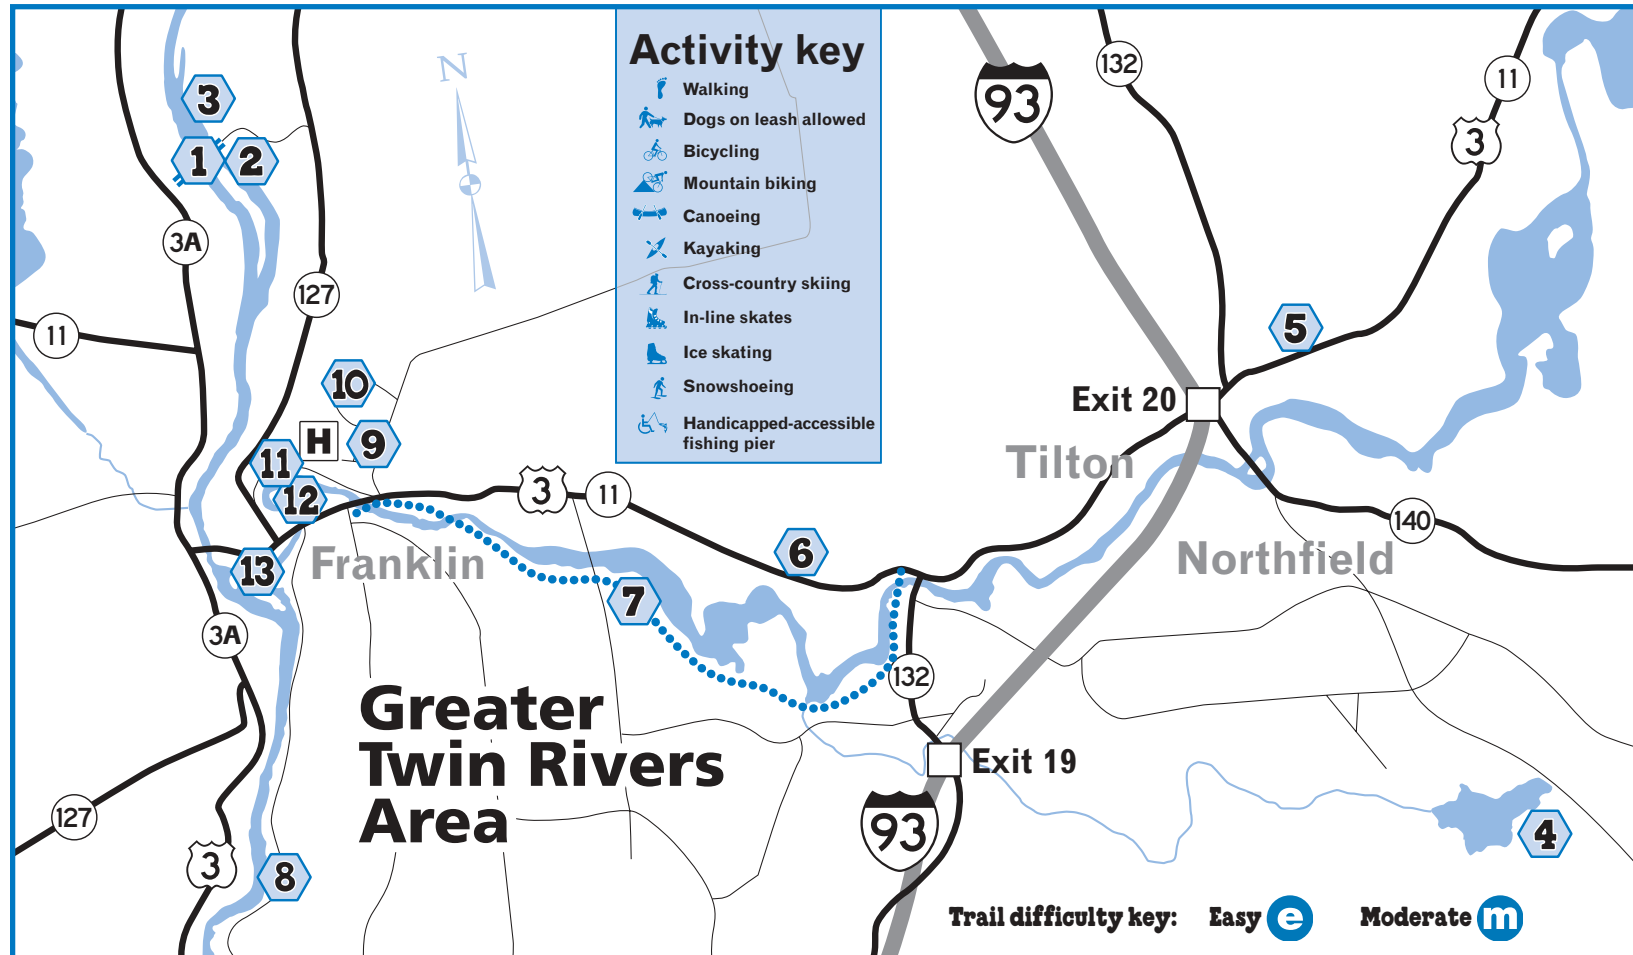 Activity key
Walking
Dogs on leash allowed
Bicycling
Mountain biking
Canoeing
Kayaking
Cross-country skiing
In-line skates
Ice skating
Snowshoeing
Handicapped-accessible
fishing pier
N
93
132
11
3
3
1
2
3A
127
11
5
10
Exit 20
9
H
11
12
Tilton
3
11
140
6
Franklin
13
Northfield
7
3A
132
Greater
Twin Rivers
Area
Exit 19
127
93
4
3
8
Trail difficulty key: Easy e Moderate m